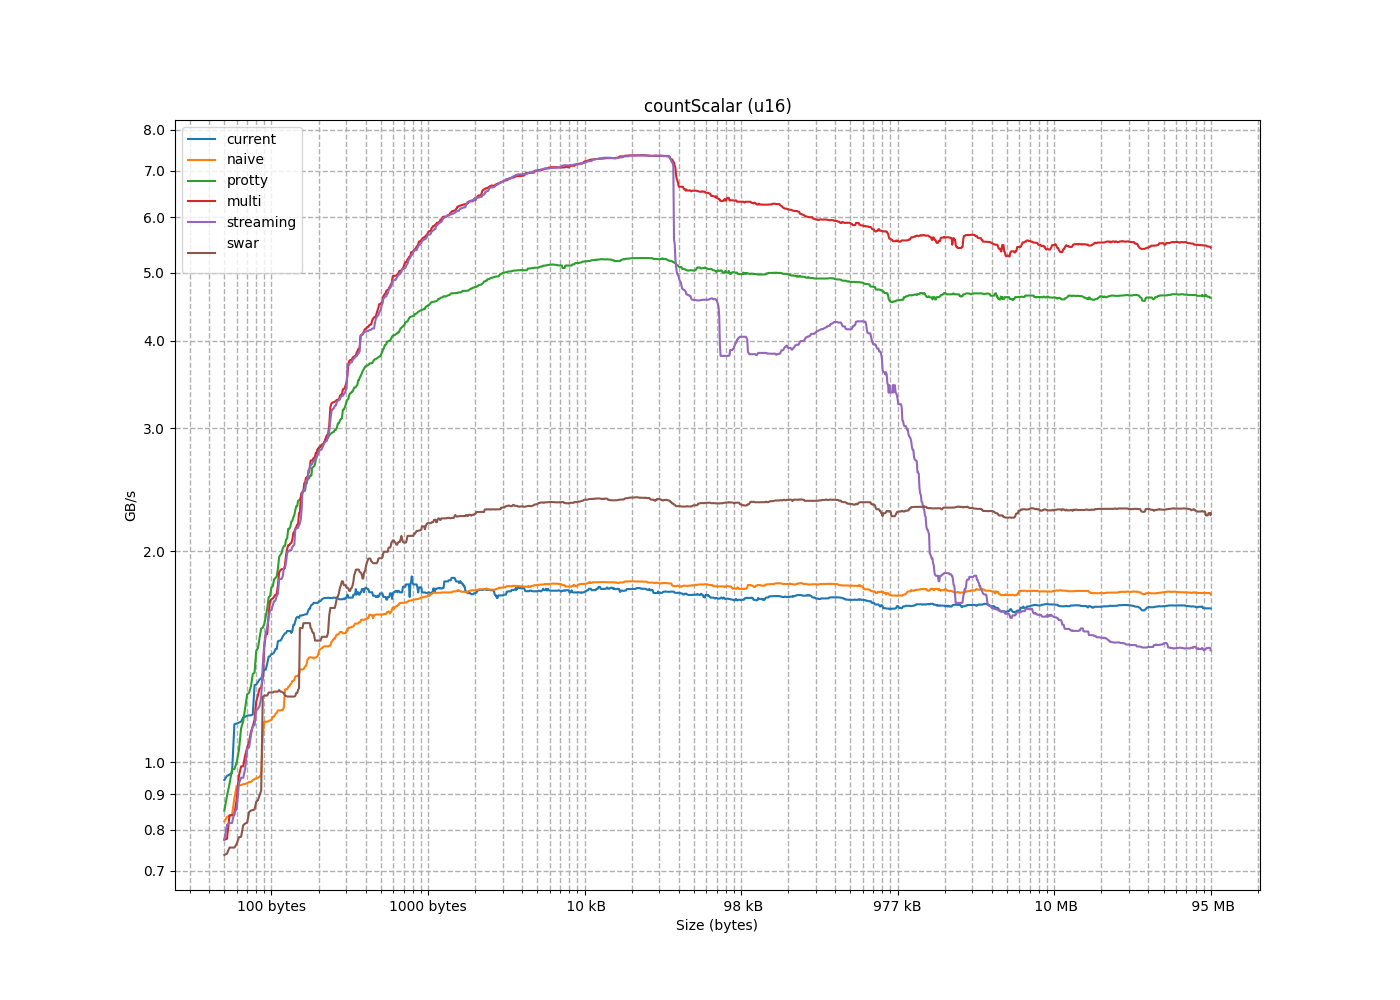 countScalar (u16)
8.0
7.0
6.0
5.0
4.0
3.0
2.0
1.0
0.9
0.8
0.7
GB/s
current
naive
protty
multi
streaming
swar
100 bytes
1000 bytes
10 kB
98 kB
977 kB
10 MB
95 MB
Size (bytes)